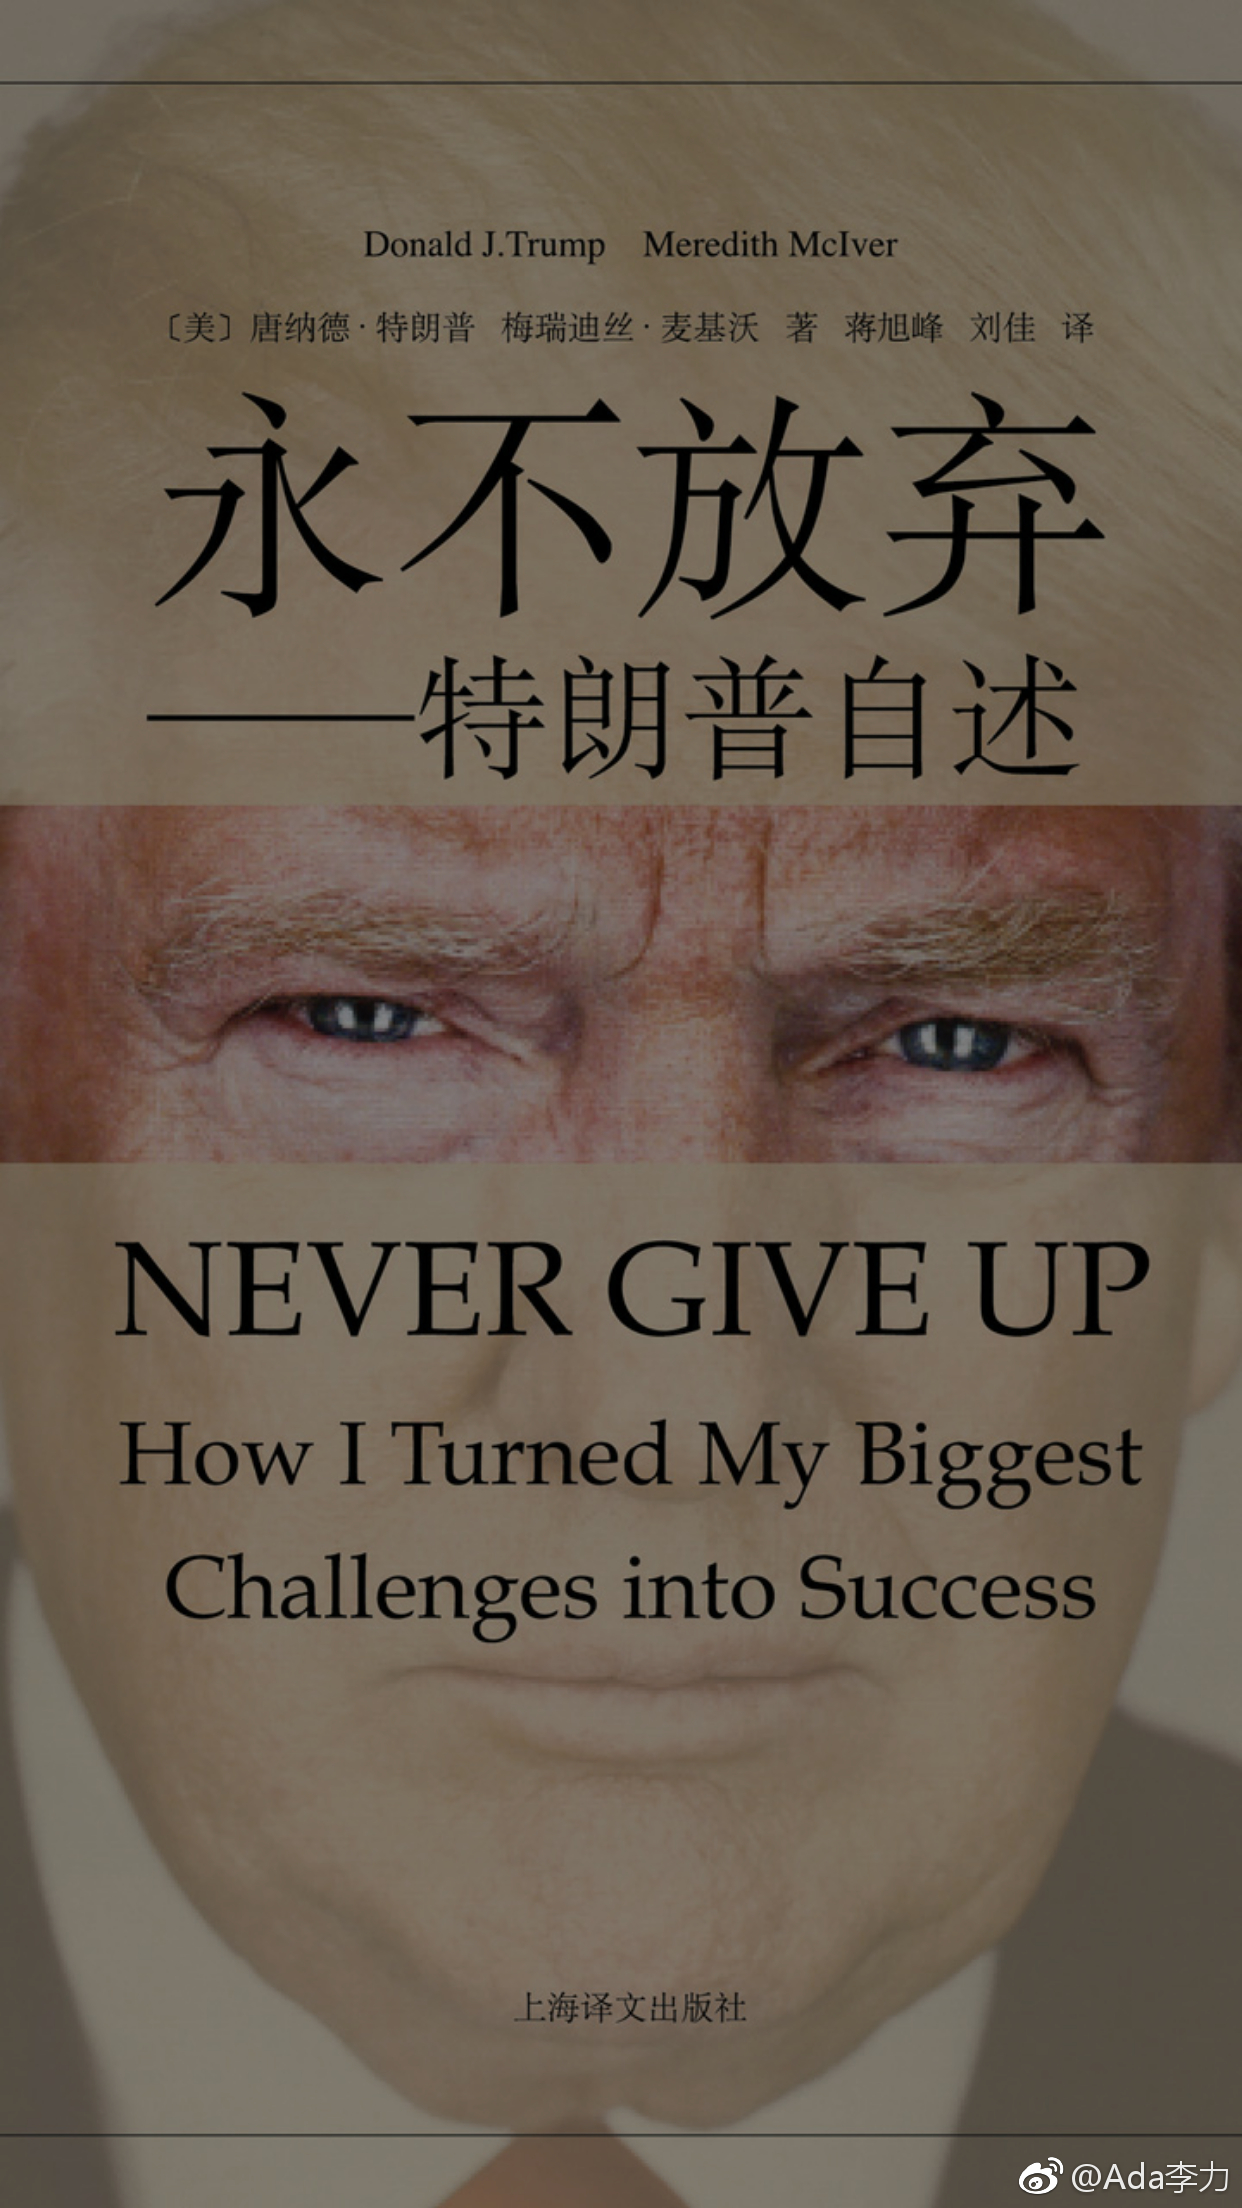 Donald J.Trump Meredith McIver
〔美〕唐纳德·特朗普 梅瑞迪丝·麦基沃 著 蒋旭峰 刘佳 译
永不放弃
——特朗普自述
NEVER GIVE UP
How I Turned My Biggest
Challenges into Success
上海译文出版社
@Ada李力